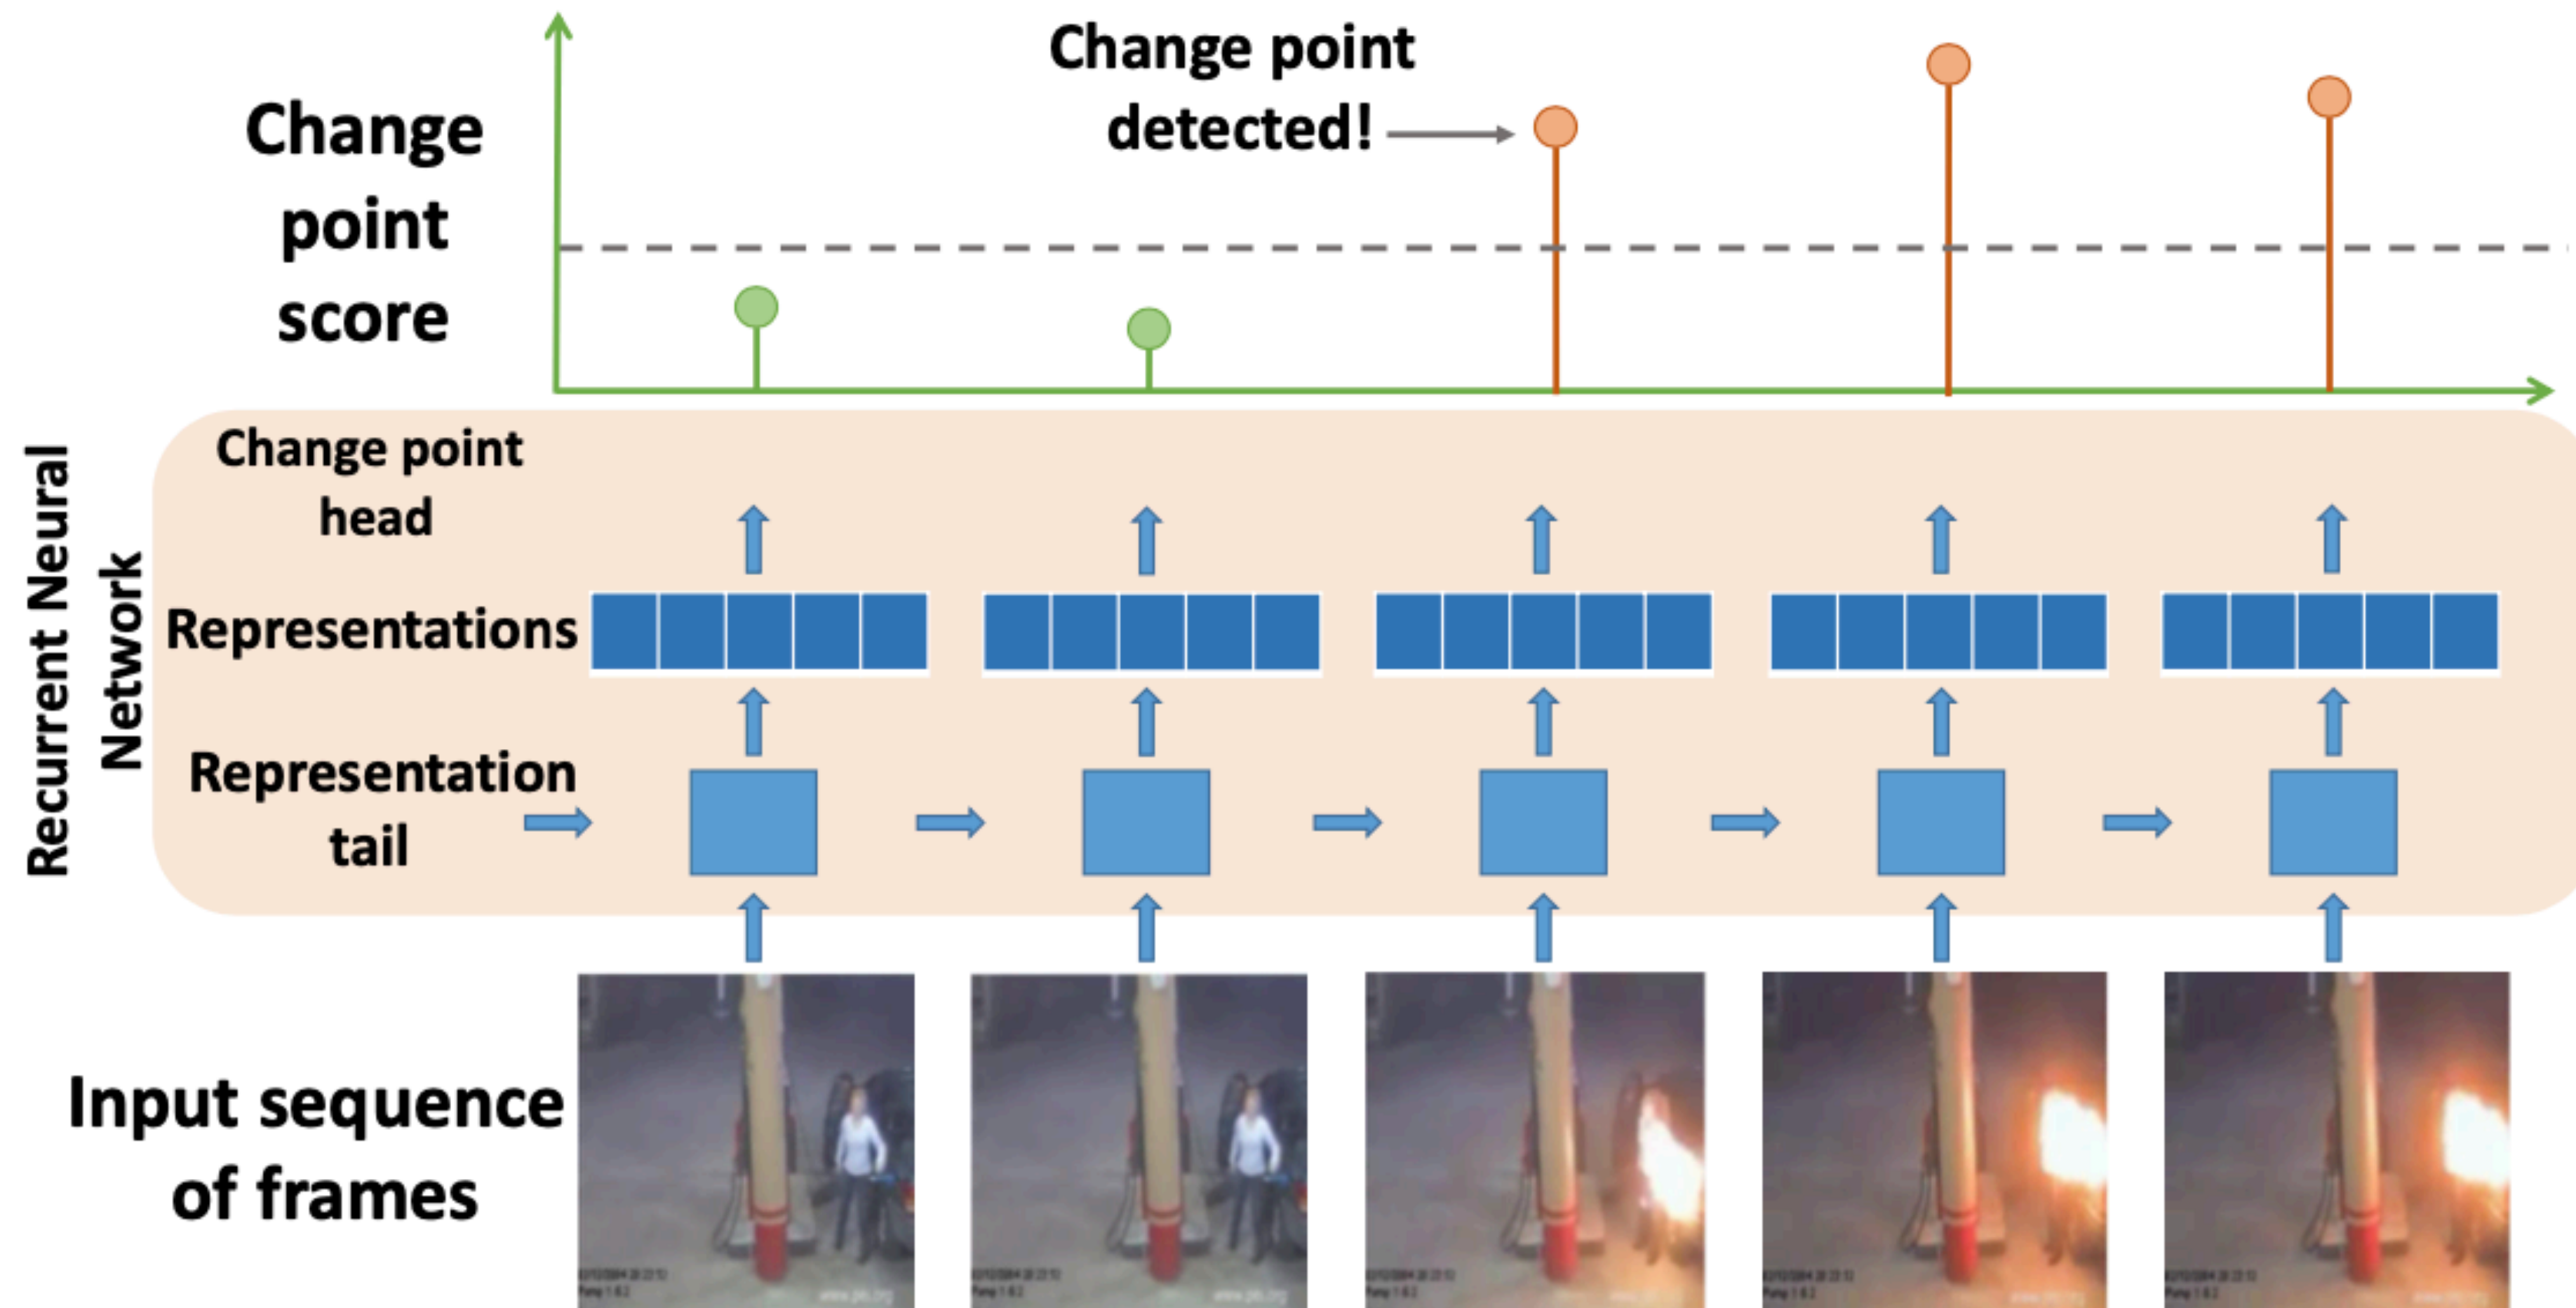 Change point
detected!
Change
point
score
Recurrent Neural
Network
Change point
head
Representations
Representation
tail
Input sequence
of frames